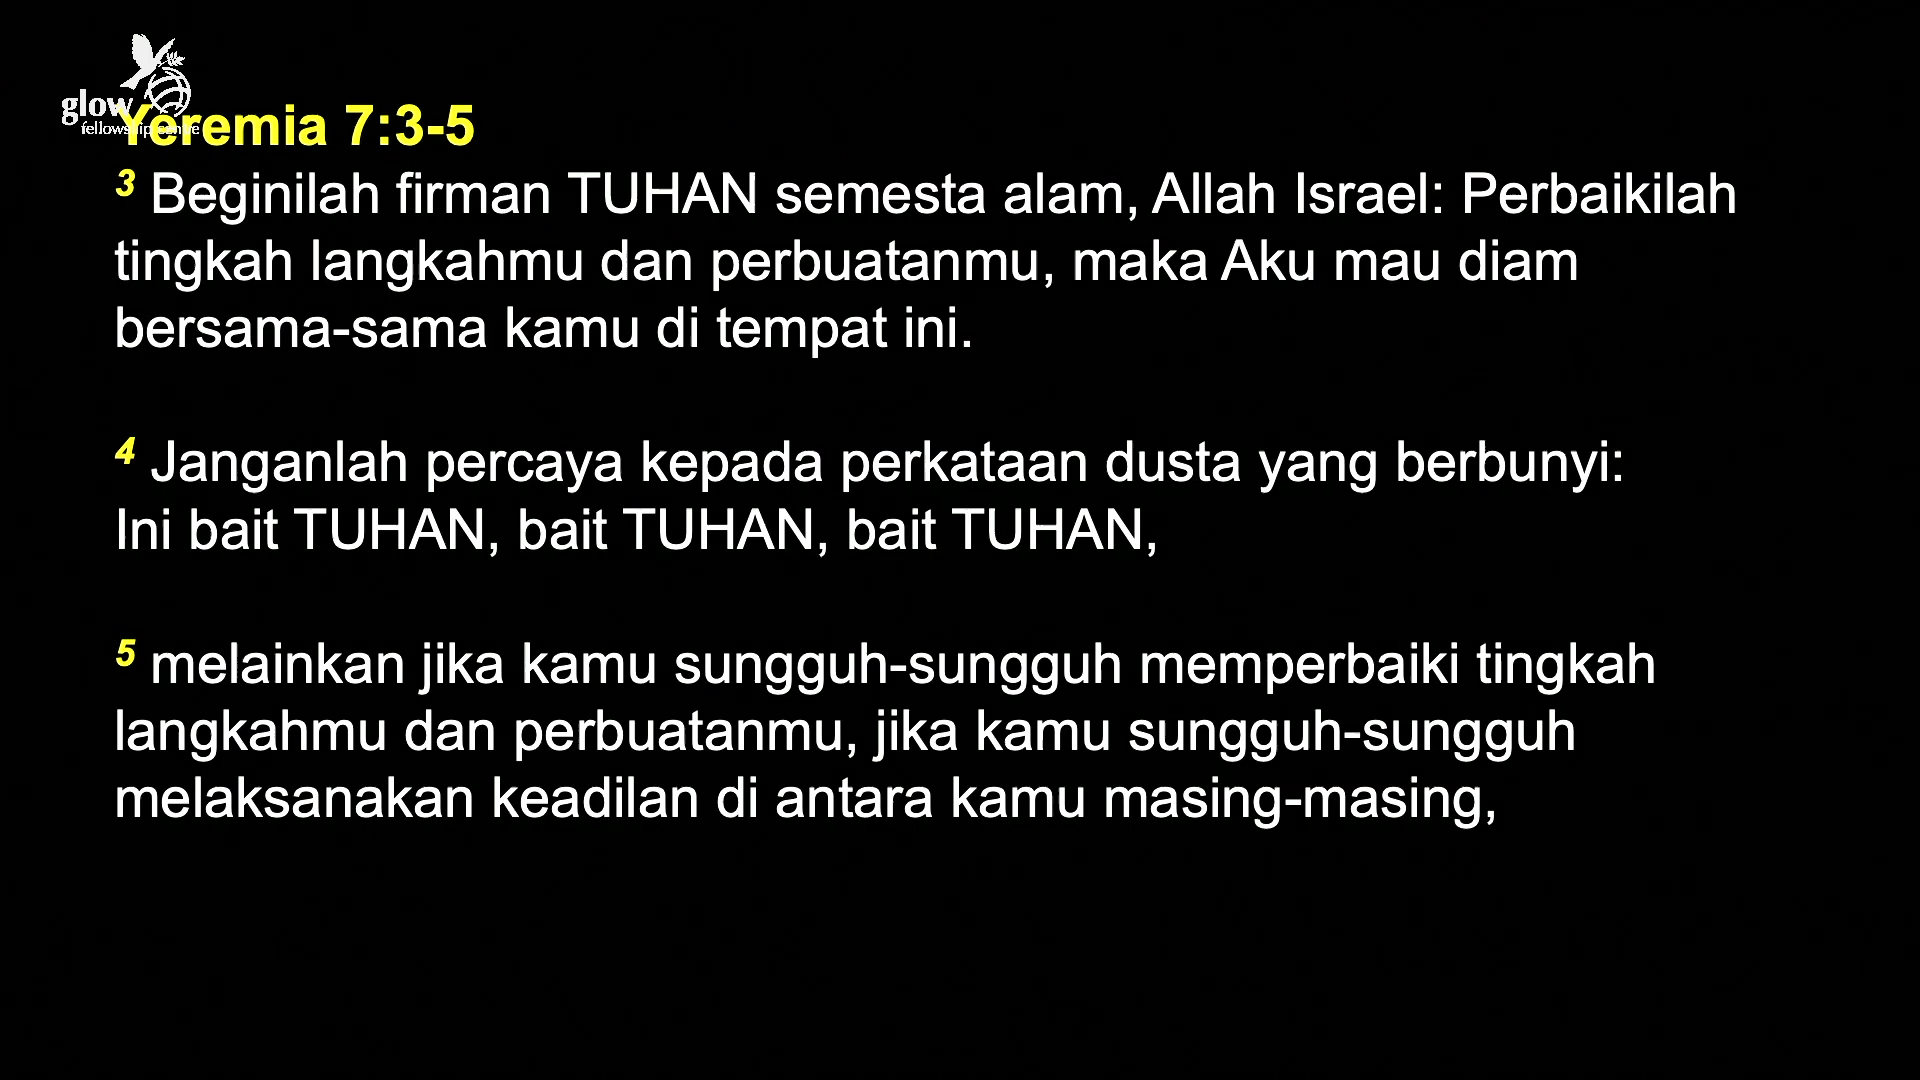 glow
fellowship centre
Yeremia 7:3-5
3 Beginilah firman TUHAN semesta alam, Allah Israel: Perbaikilah
tingkah langkahmu dan perbuatanmu, maka Aku mau diam
bersama-sama kamu di tempat ini.
4 Janganlah percaya kepada perkataan dusta yang berbunyi:
Ini bait TUHAN, bait TUHAN, bait TUHAN,
5 melainkan jika kamu sungguh-sungguh memperbaiki tingkah
langkahmu dan perbuatanmu, jika kamu sungguh-sungguh
melaksanakan keadilan di antara kamu masing-masing,